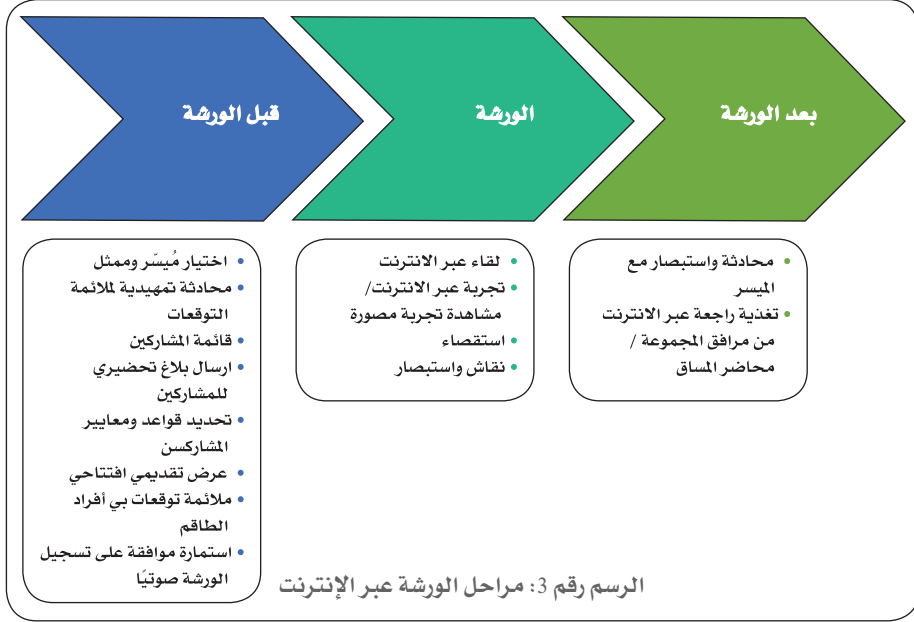 قبل الورشة
الورشة
بعد الورشة
• اختيار مُيسّر وممثل
• محادثة تمهيدية لملائمة
التوقعات
• قائمة المشاركين
• ارسال بلاغ تحضيري
للمشاركين
• تحديد قواعد ومعايير
المشاركسن
• عرض تقديمي افتتاحي
• ملائمة توقعات بي أفراد
الطاقم
• استمارة موافقة على تسجيل
الورشة صوتيًا
• لقاء عبر الانترنت
• تجربة عبر الانترنت/
مشاهدة تجربة مصورة
• استقصاء
• نقاش واستبصار
• محادثة واستبصار مع
الميسر
• تغذية راجعة عبر الانترنت
من مرافق المجموعة /
محاضر المساق
الرسم رقم 3: مراحل الورشة عبر الإنترنت